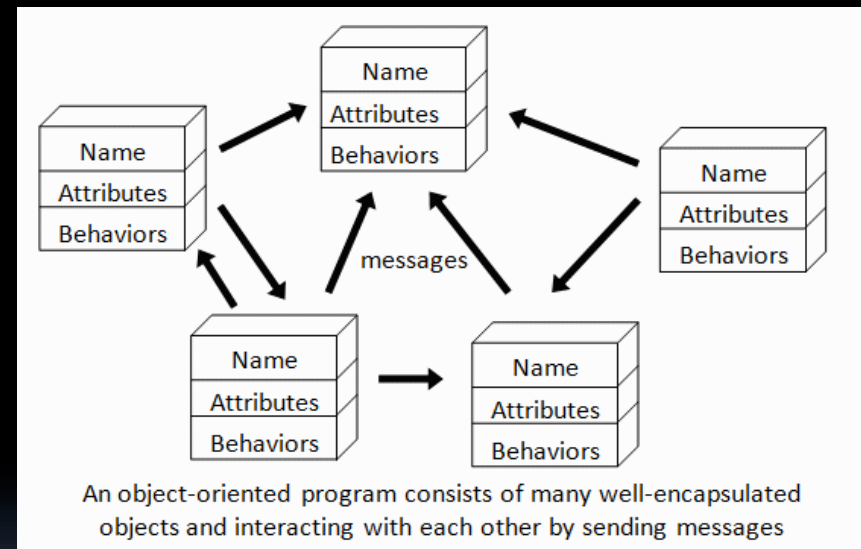 Name
Attributes
Behaviors
Name
Attributes
Behaviors
Name
Attributes
Behaviors
messages
Name
Attributes
Behaviors
Name
Attributes
Behaviors
An object-oriented program consists of many well-encapsulated
objects and interacting with each other by sending messages